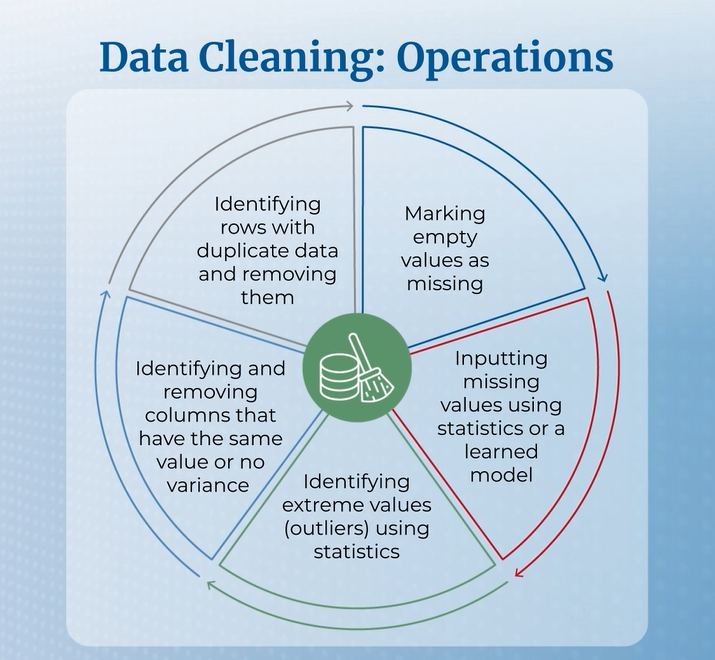 Data Cleaning: Operations
Identifying
rows with
duplicate data
and removing
them
Marking
empty
values as
missing
Inputting
missing
values using
statistics or a
learned
model
Identifying
extreme values
(outliers) using
statistics
Identifying and
removing
columns that
have the same
value or no
variance